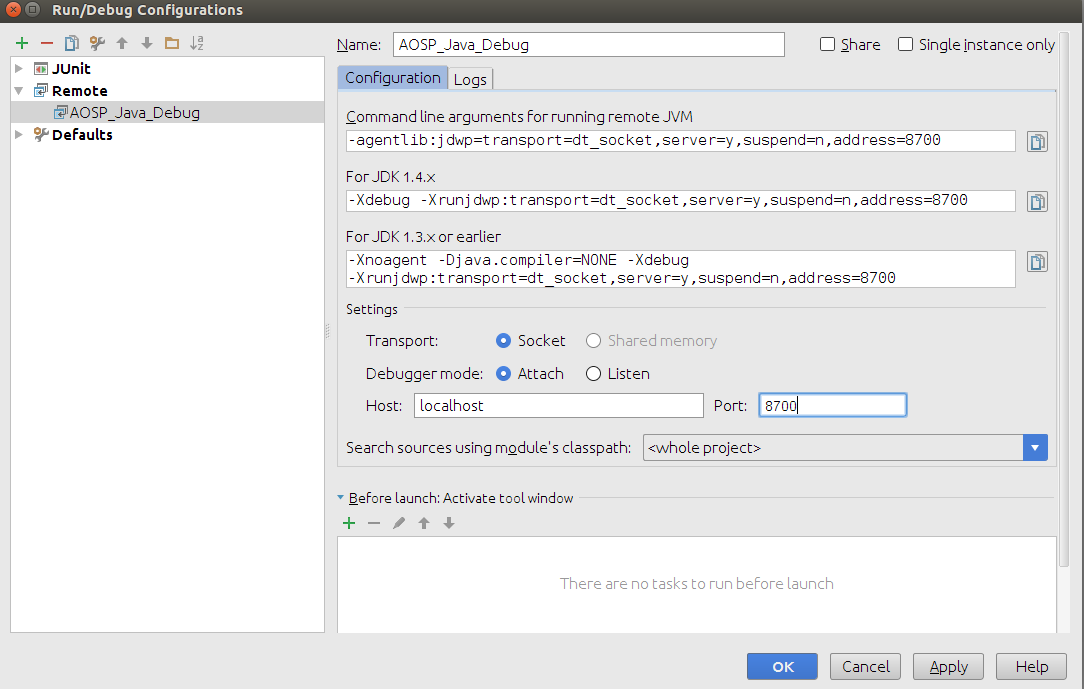 Run/Debug Configurations
Name: AOSP_Java_Debug
Share
Single instance only
JUnit
Remote
AOSP_Java_Debug
Defaults
Configuration
Logs
Command line arguments for running remote JVM
-agentlib:jdwp=transport=dt_socket,server=y,suspend=n,address=8700
For JDK 1.4.x
-Xdebug -Xrunjdwp:transport=dt_socket,server=y,suspend=n,address=8700
For JDK 1.3.x or earlier
-Xnoagent -Djava.compiler=NONE -Xdebug
-Xrunjdwp:transport=dt_socket,server=y,suspend=n,address=8700
Settings
Transport: Socket Shared memory
Debugger mode: Attach Listen
Host: localhost Port: 8700
Search sources using module's classpath: <whole project>
Before launch: Activate tool window
There are no tasks to run before launch
OK Cancel Apply Help